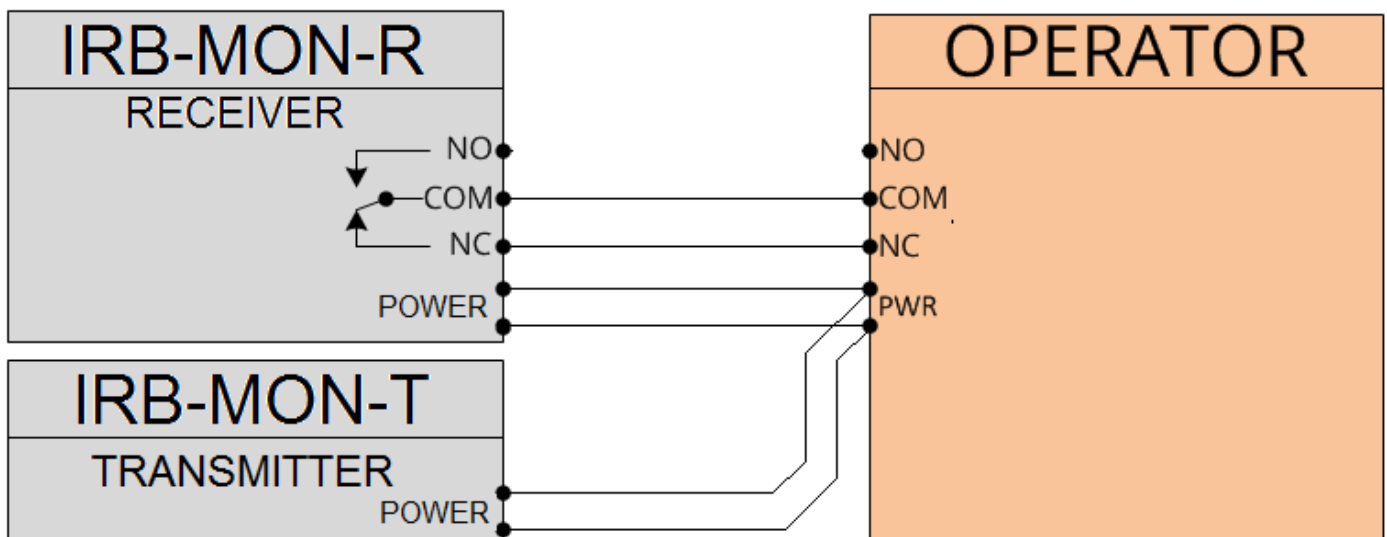 IRB-MON-R
RECEIVER
NO
COM
NC
POWER
IRB-MON-T
TRANSMITTER
POWER
OPERATOR
NO
COM
NC
PWR